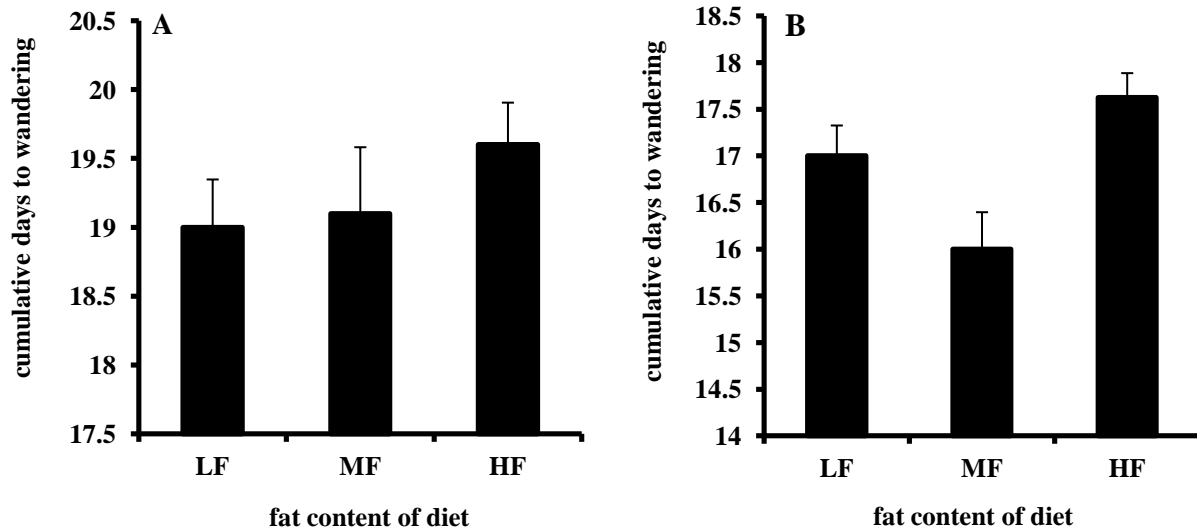 A
cumulative days to wandering
20.5
20
19.5
19
18.5
18
17.5
LF MF HF
fat content of diet
B
cumulative days to wandering
18.5
18
17.5
17
16.5
16
15.5
15
14.5
14
LF MF HF
fat content of diet